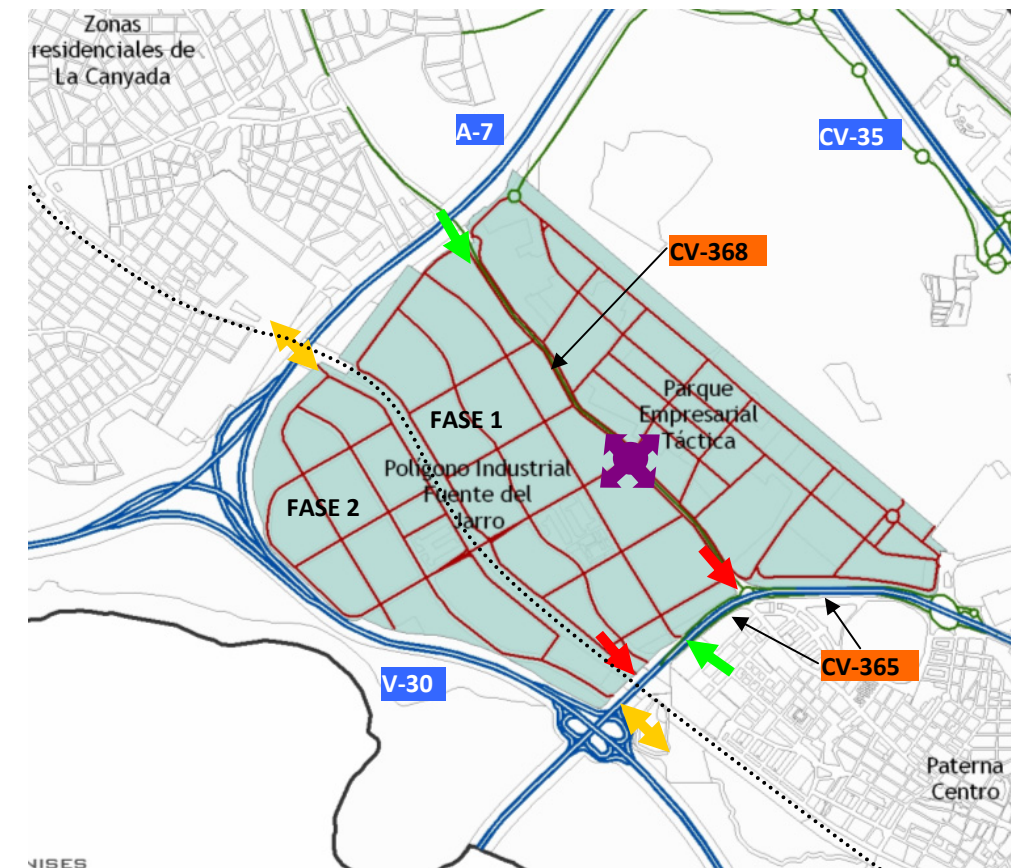 Zonas
residenciales de
La Canyada
A-7
CV-35
CV-368
Parque
Empresarial
Táctica
FASE 1
Polígono Industrial
Fuente del
Jarro
FASE 2
CV-365
V-30
Paterna
Centro
NISES